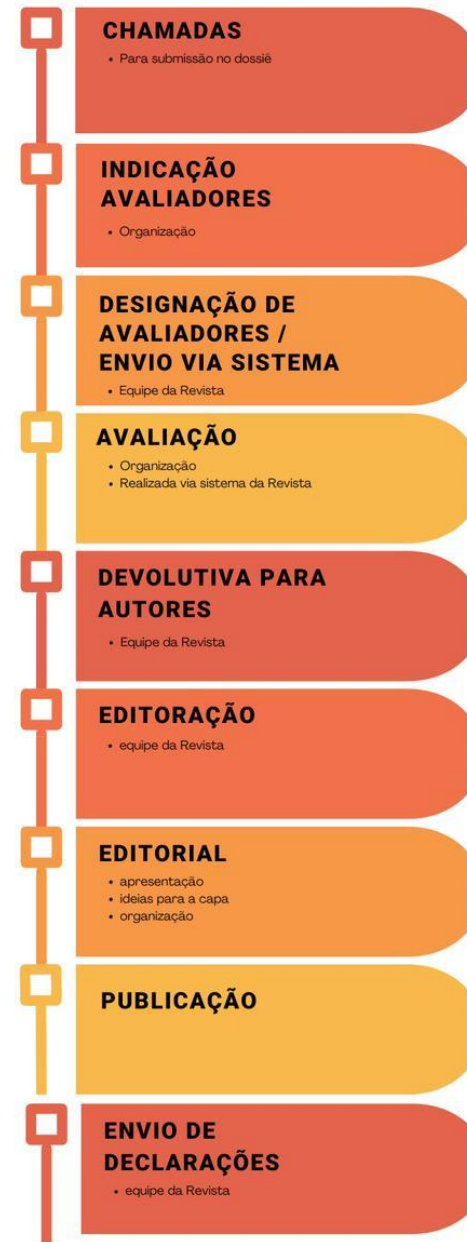 CHAMADAS
• Para submissão no dossiê
INDICAÇÃO
AVALIADORES
• Organização
DESIGNAÇÃO DE
AVALIADORES /
ENVIO VIA SISTEMA
• Equipe da Revista
AVALIAÇÃO
• Organização
• Realizada via sistema da Revista
DEVOLUTIVA PARA
AUTORES
• Equipe da Revista
EDITORAÇÃO
• equipe da Revista
EDITORIAL
• apresentação
• ideias para a capa
• organização
PUBLICAÇÃO
ENVIO DE
DECLARAÇÕES
• equipe da Revista